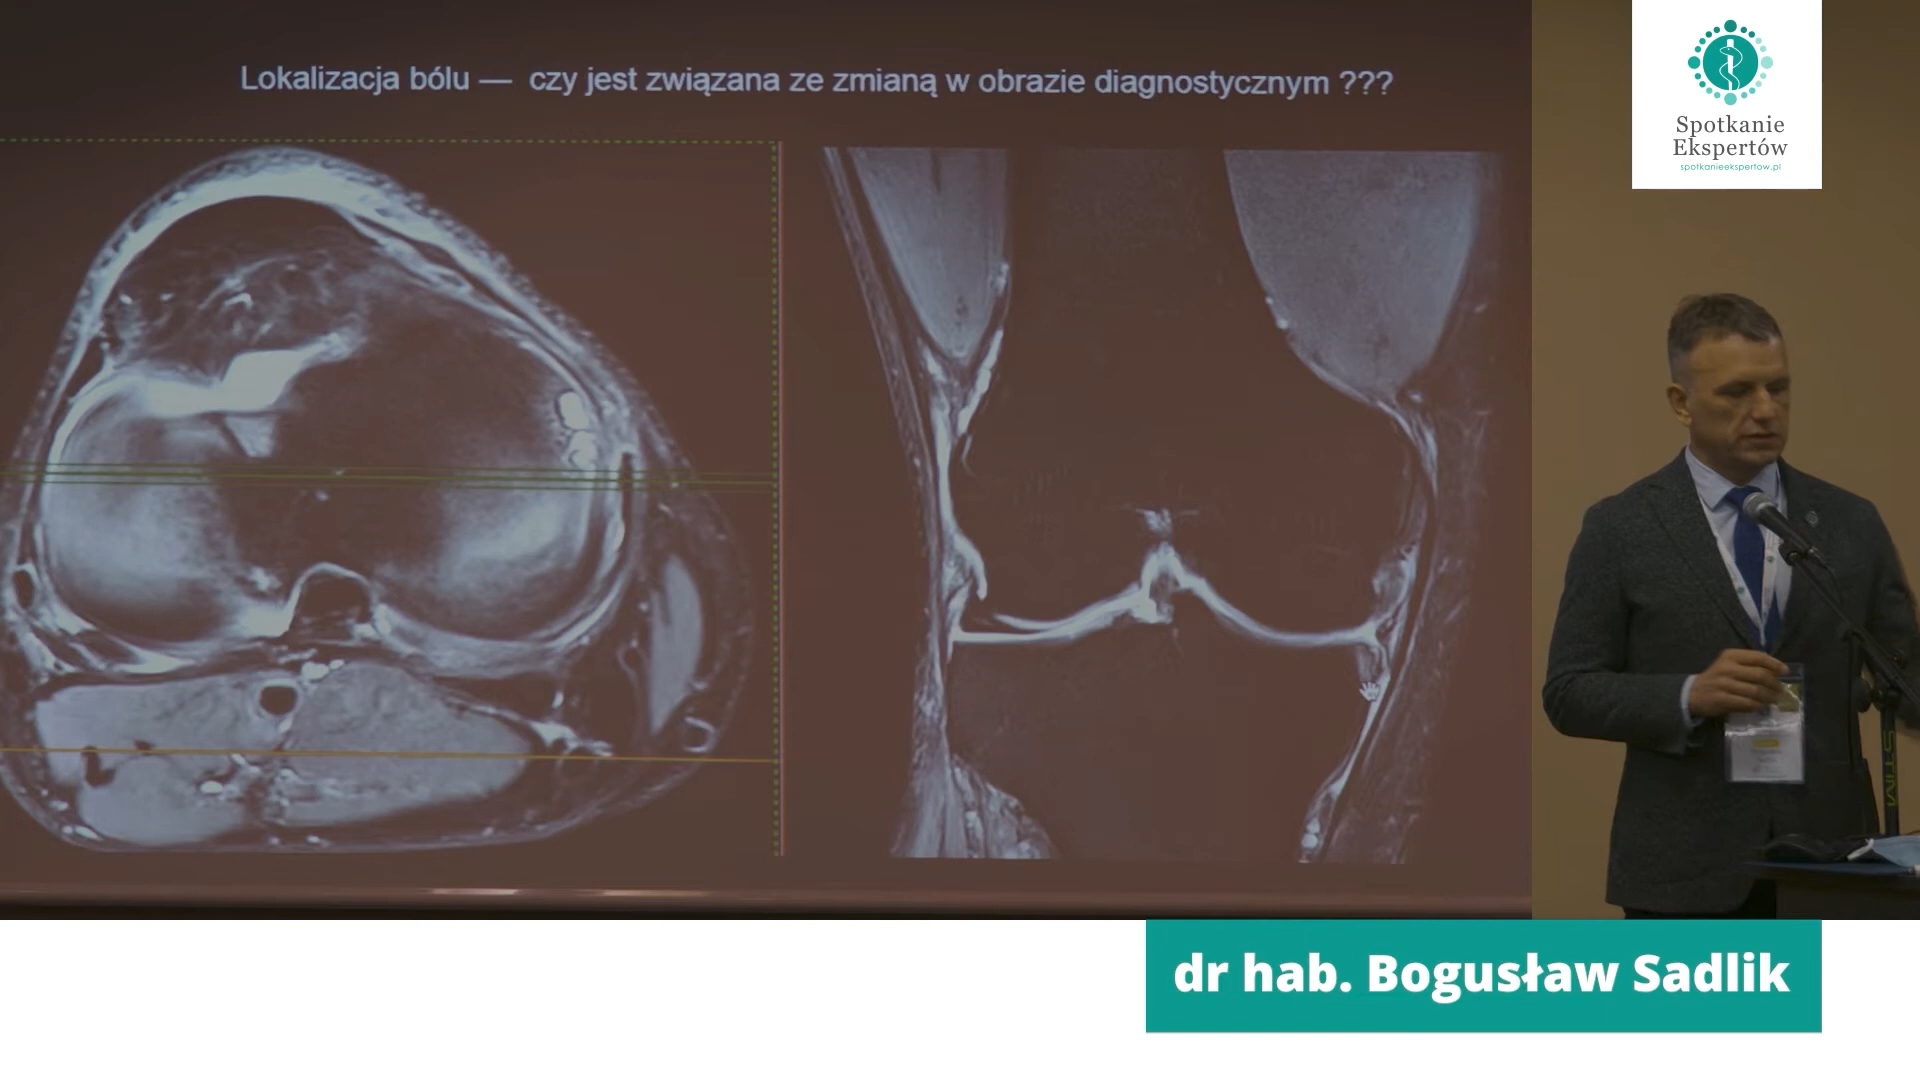 Lokalizacja bólu — czy jest związana ze zmianą w obrazie diagnostycznym ???
Spotkanie
Ekspertów
spotkanieekspertow.pl
dr hab. Bogusław Sadlik